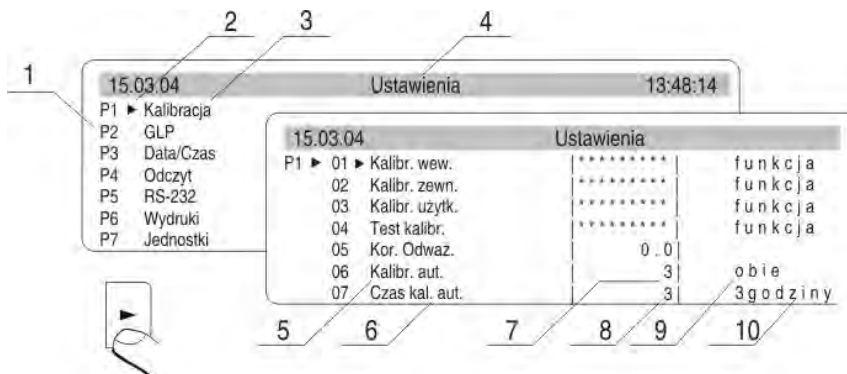 2 3 4
1
15.03.04 Ustawienia 13:48:14
P1 ► Kalibracja
P2 GLP
P3 Data/Czas
P4 Odczyt
P5 RS-232
P6 Wydruki
P7 Jednostki
15.03.04 Ustawienia
P1 ► 01 ► Kalibr. wew. |*********| funkcja
02 Kalibr. zewn. |*********| funkcja
03 Kalibr. użytk. |*********| funkcja
04 Test kalibr. |*********| funkcja
05 Kor. Odważ. | 0.0|
06 Kalibr. aut. | 3| obie
07 Czas kal. aut. | 3| 3godziny
5 6 7 8 9 10